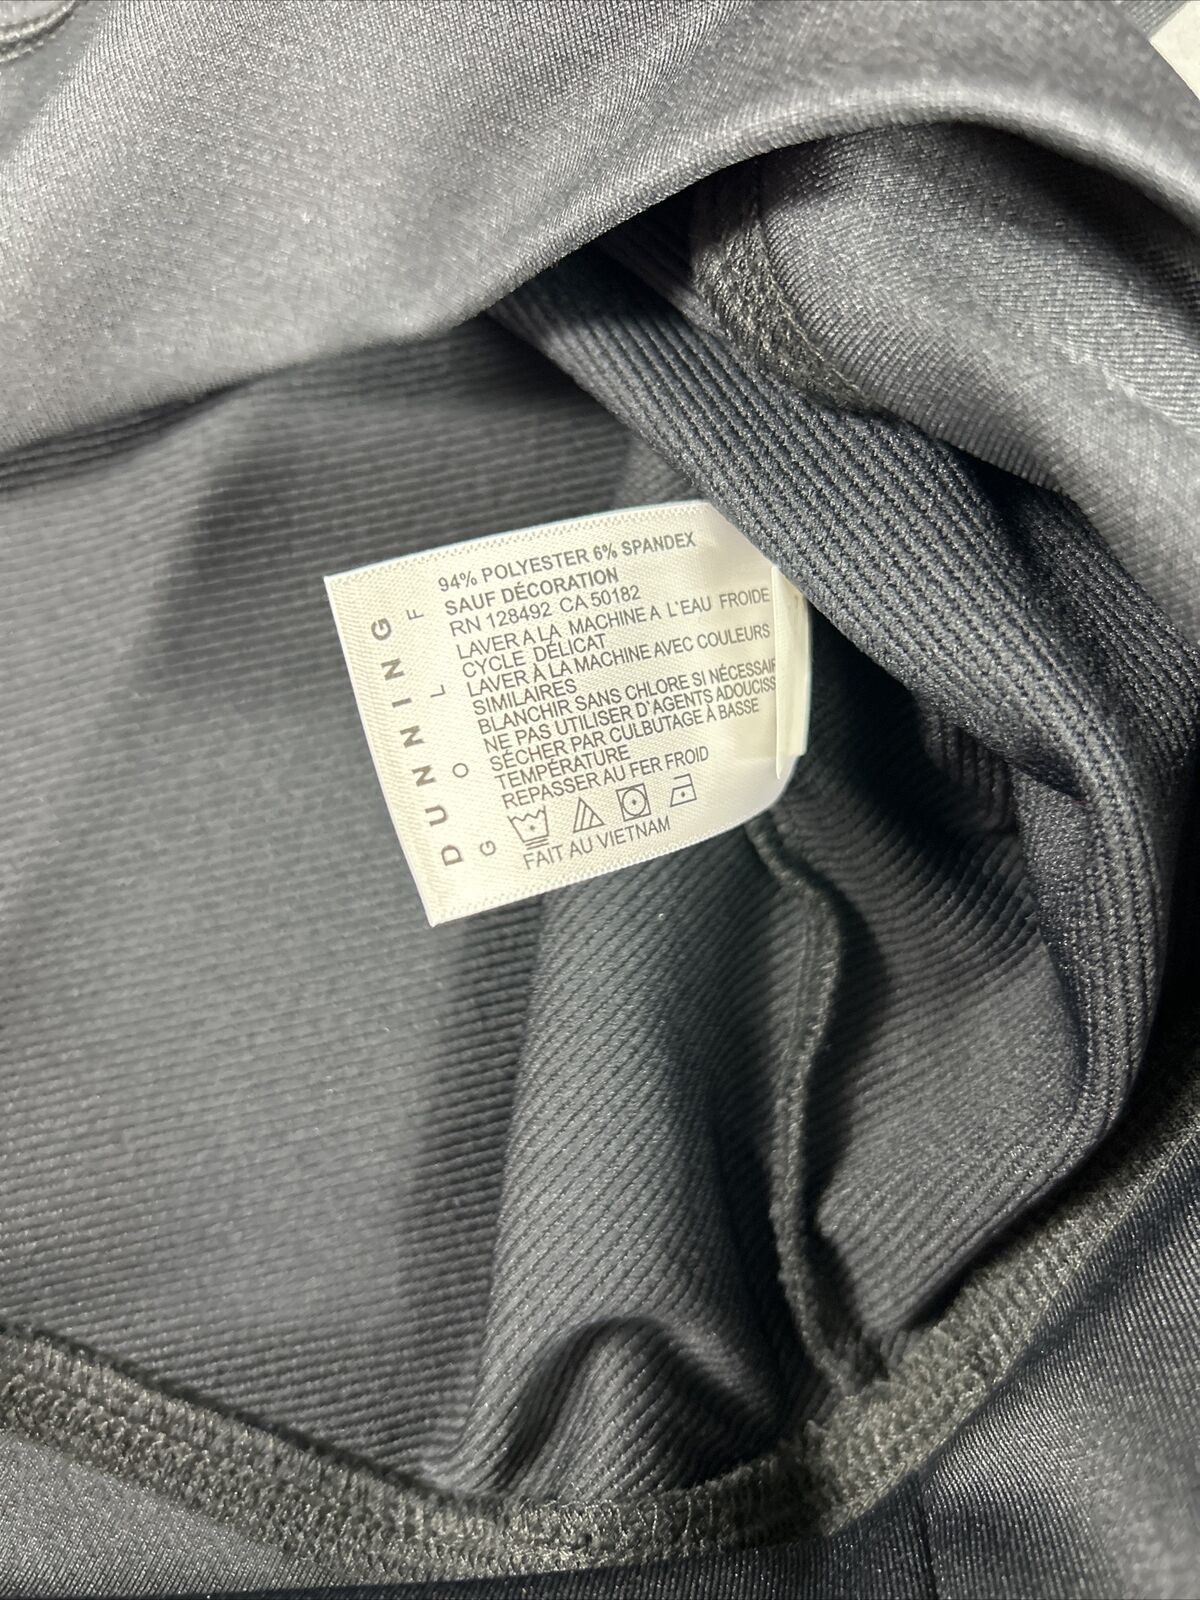 DUNNING
GOLF
94% POLYESTER 6% SPANDEX
SAUF DÉCORATION
RN 128492 CA 50182
LAVER A LA MACHINE A L'EAU FROIDE
CYCLE DÉLICAT
LAVER À LA MACHINE AVEC COULEURS
SIMILAIRES
BLANCHIR SANS CHLORE SI NÉCESSAIR
NE PAS UTILISER D'AGENTS ADOUCISS
SÉCHER PAR CULBUTAGE À BASSE
TEMPÉRATURE
REPASSER AU FER FROID
FAIT AU VIETNAM